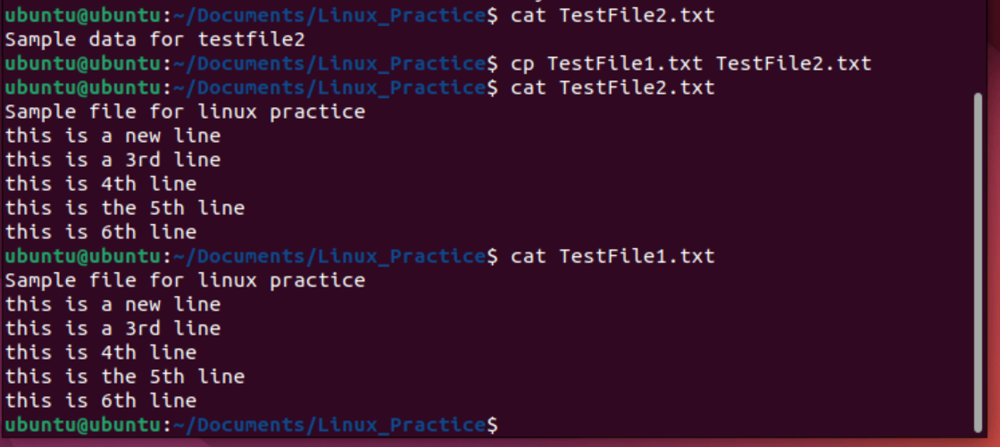 ubuntu@ubuntu:~/Documents/Linux_Practice$ cat TestFile2.txt
Sample data for testfile2
ubuntu@ubuntu:~/Documents/Linux_Practice$ cp TestFile1.txt TestFile2.txt
ubuntu@ubuntu:~/Documents/Linux_Practice$ cat TestFile2.txt
Sample file for linux practice
this is a new line
this is a 3rd line
this is 4th line
this is the 5th line
this is 6th line
ubuntu@ubuntu:~/Documents/Linux_Practice$ cat TestFile1.txt
Sample file for linux practice
this is a new line
this is a 3rd line
this is 4th line
this is the 5th line
this is 6th line
ubuntu@ubuntu:~/Documents/Linux_Practice$